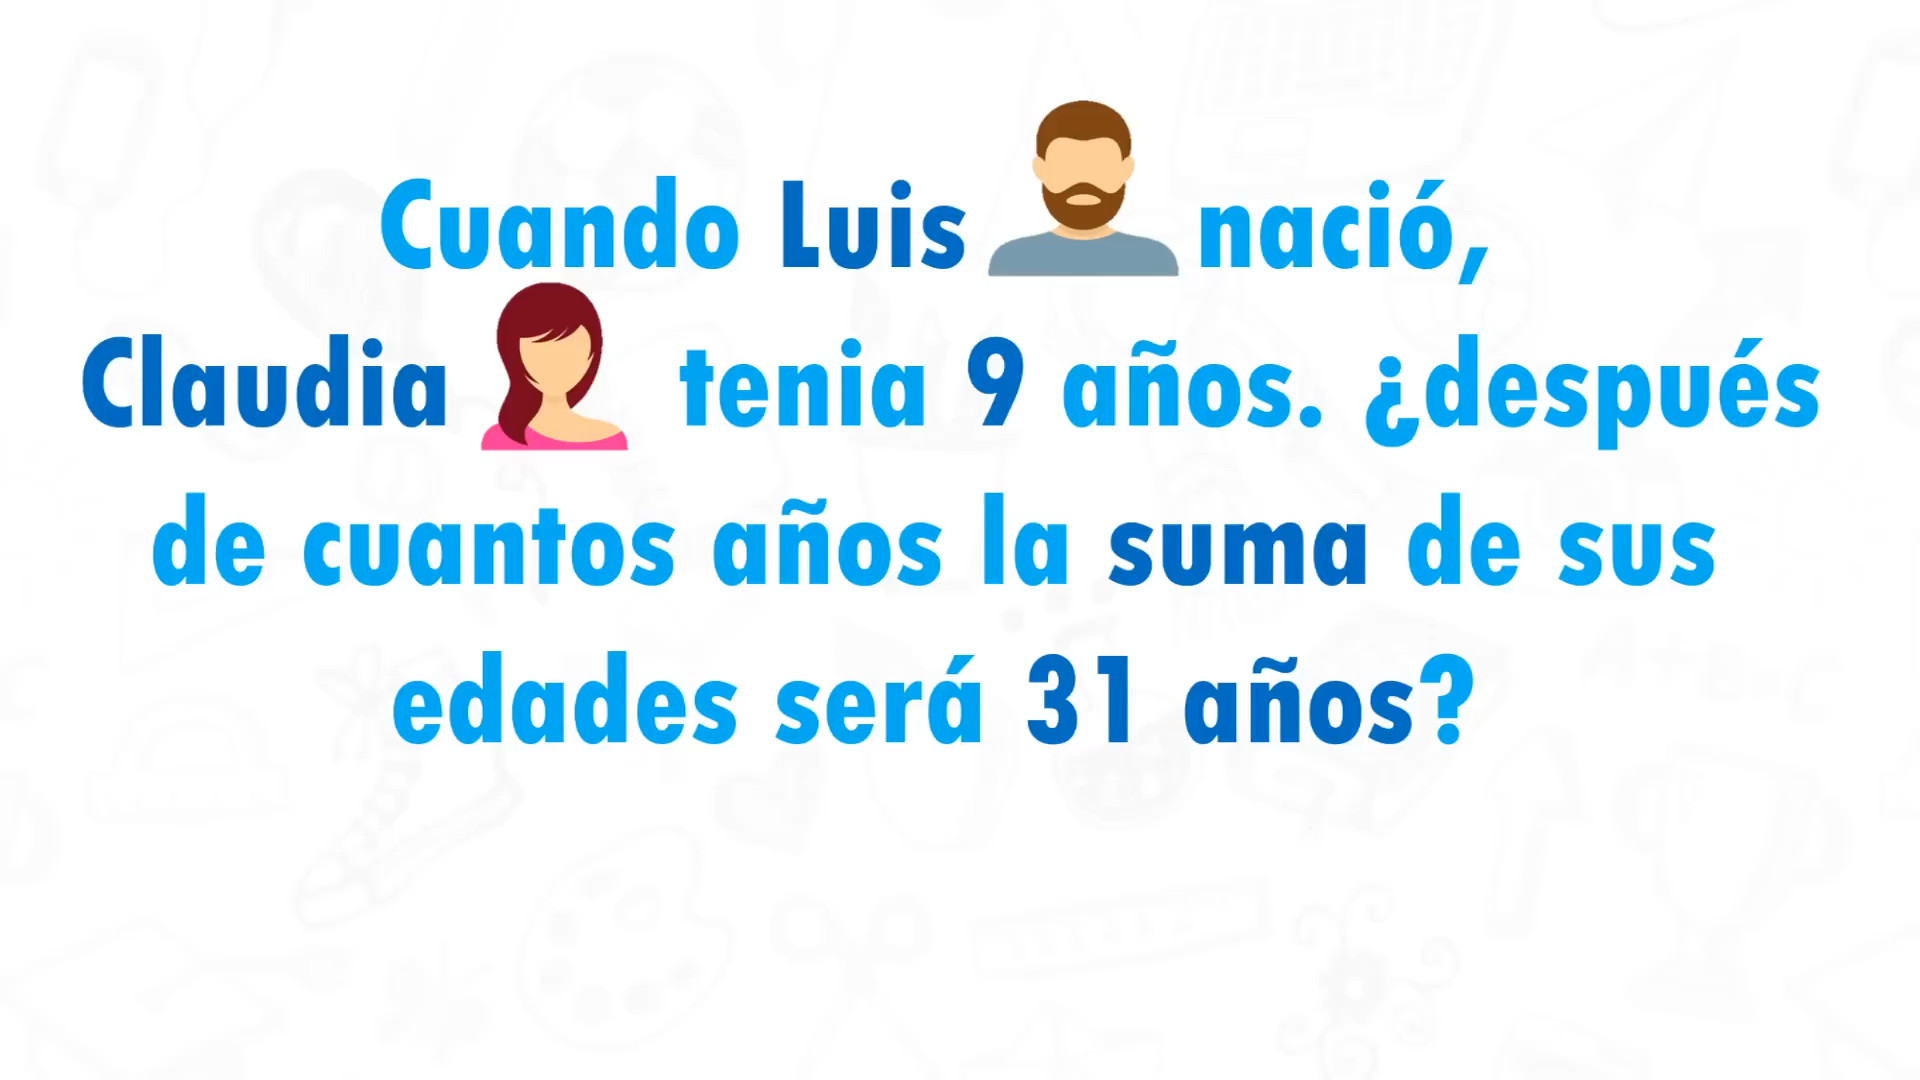 Cuando Luis nació,
Claudia tenia 9 años. ¿después
de cuantos años la suma de sus
edades será 31 años?